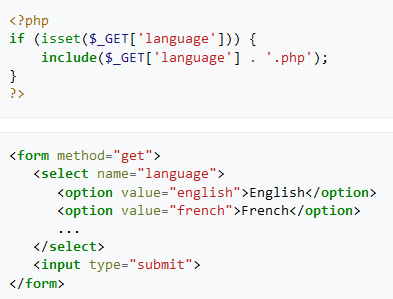 <?php
if (isset($_GET['language'])) {
    include($_GET['language'] . '.php');
}
?>
<form method="get">
   <select name="language">
      <option value="english">English</option>
      <option value="french">French</option>
      ...
   </select>
   <input type="submit">
</form>